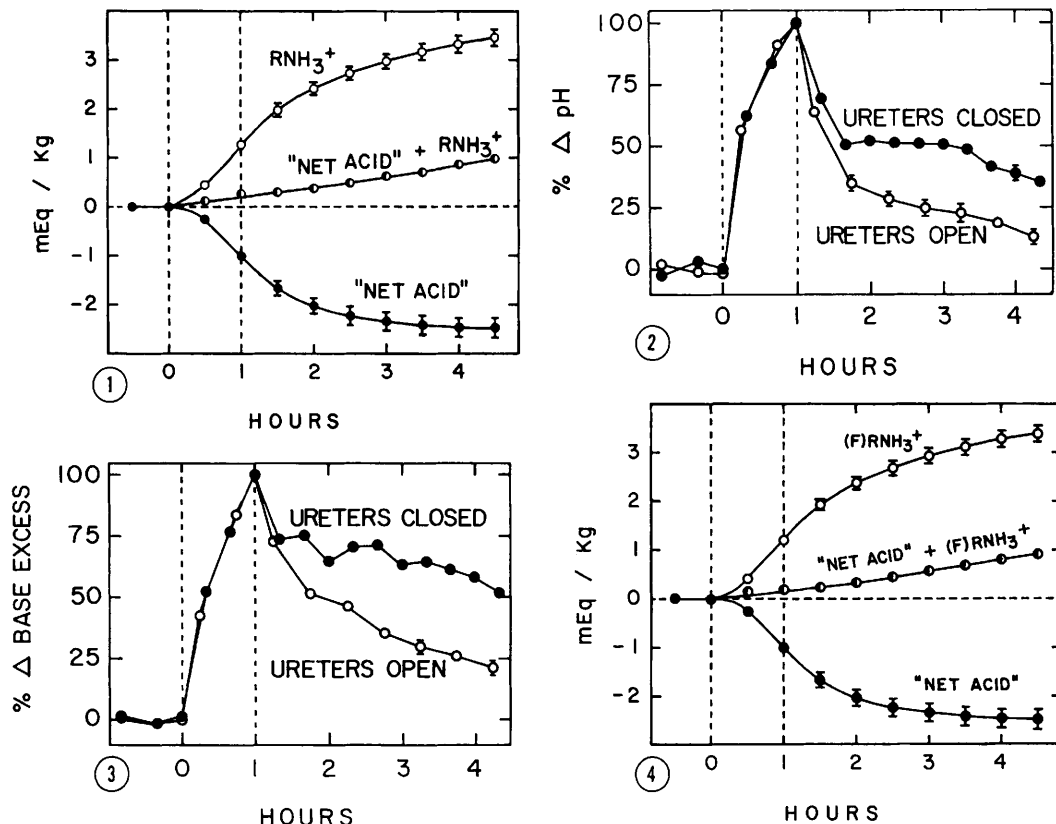 3
2
1
0
-1
-2
mEq / Kg
RNH3+
"NET ACID" + RNH3+
"NET ACID"
0 1 2 3 4
1
HOURS
100
75
50
25
0
% Δ pH
URETERS CLOSED
URETERS OPEN
0 1 2 3 4
2
HOURS
100
75
50
25
0
% Δ BASE EXCESS
URETERS CLOSED
URETERS OPEN
0 1 2 3 4
3
HOURS
3
2
1
0
-1
-2
mEq / Kg
(F)RNH3+
"NET ACID" + (F)RNH3+
"NET ACID"
0 1 2 3 4
4
HOURS